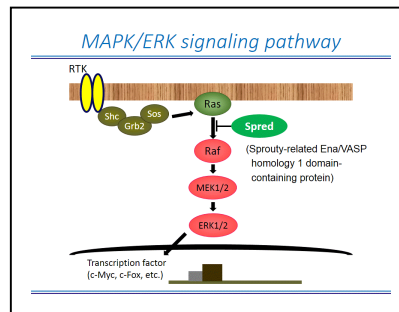 MAPK/ERK signaling pathway
RTK
Shc
Grb2
Sos
Ras
Spred
Raf
(Sprouty-related Ena/VASP
homology 1 domain-
containing protein)
MEK1/2
ERK1/2
Transcription factor
(c-Myc, c-Fox, etc.)